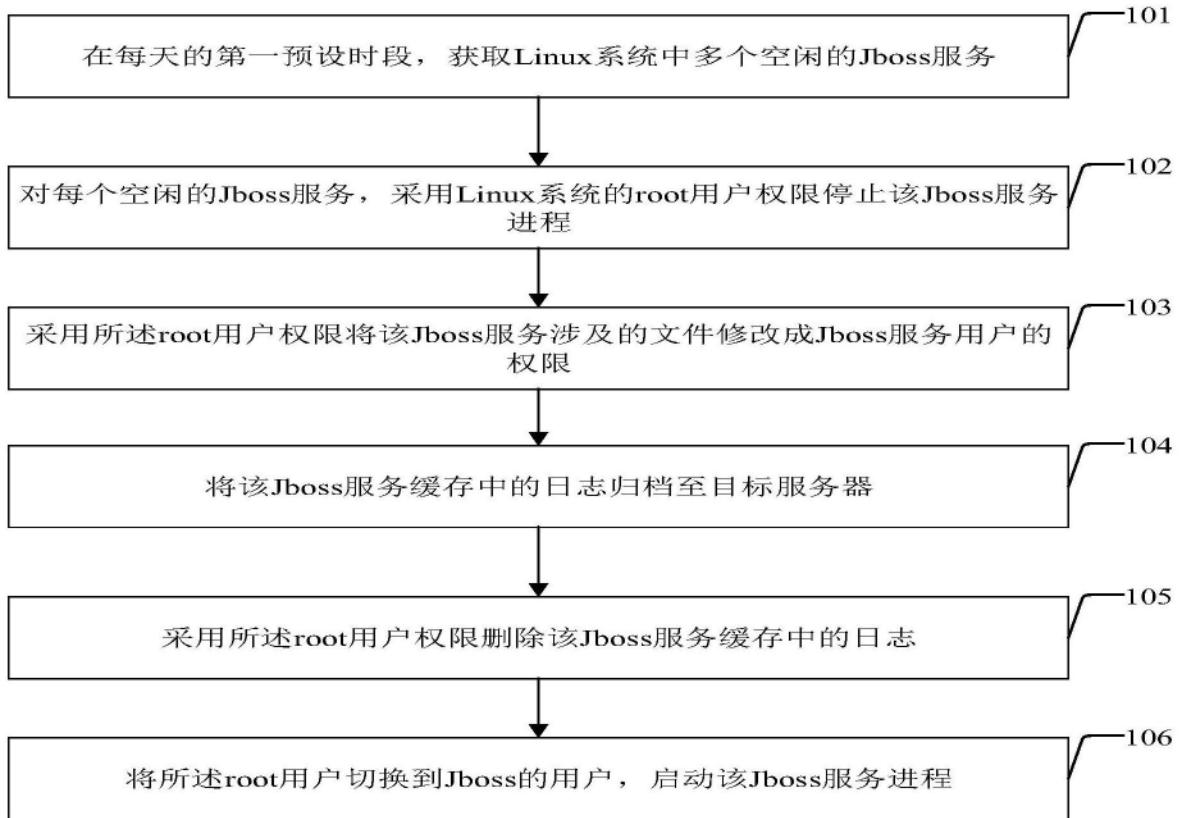 101
在每天的第一预设时段，获取Linux系统中多个空闲的Jboss服务
102
对每个空闲的Jboss服务，采用Linux系统的root用户权限停止该Jboss服务
进程
103
采用所述root用户权限将该Jboss服务涉及的文件修改成Jboss服务用户的
权限
104
将该Jboss服务缓存中的日志归档至目标服务器
105
采用所述root用户权限删除该Jboss服务缓存中的日志
106
将所述root用户切换到Jboss的用户，启动该Jboss服务进程